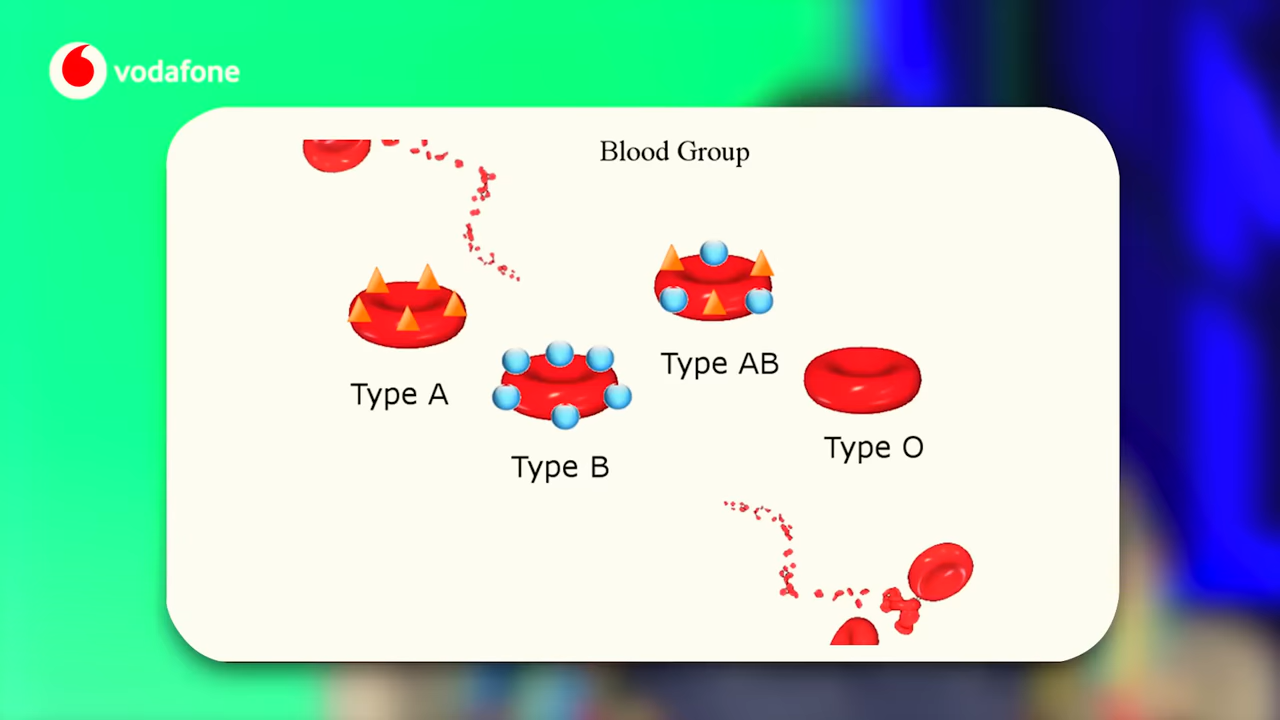 vodafone
Blood Group
Type A
Type B
Type AB
Type O